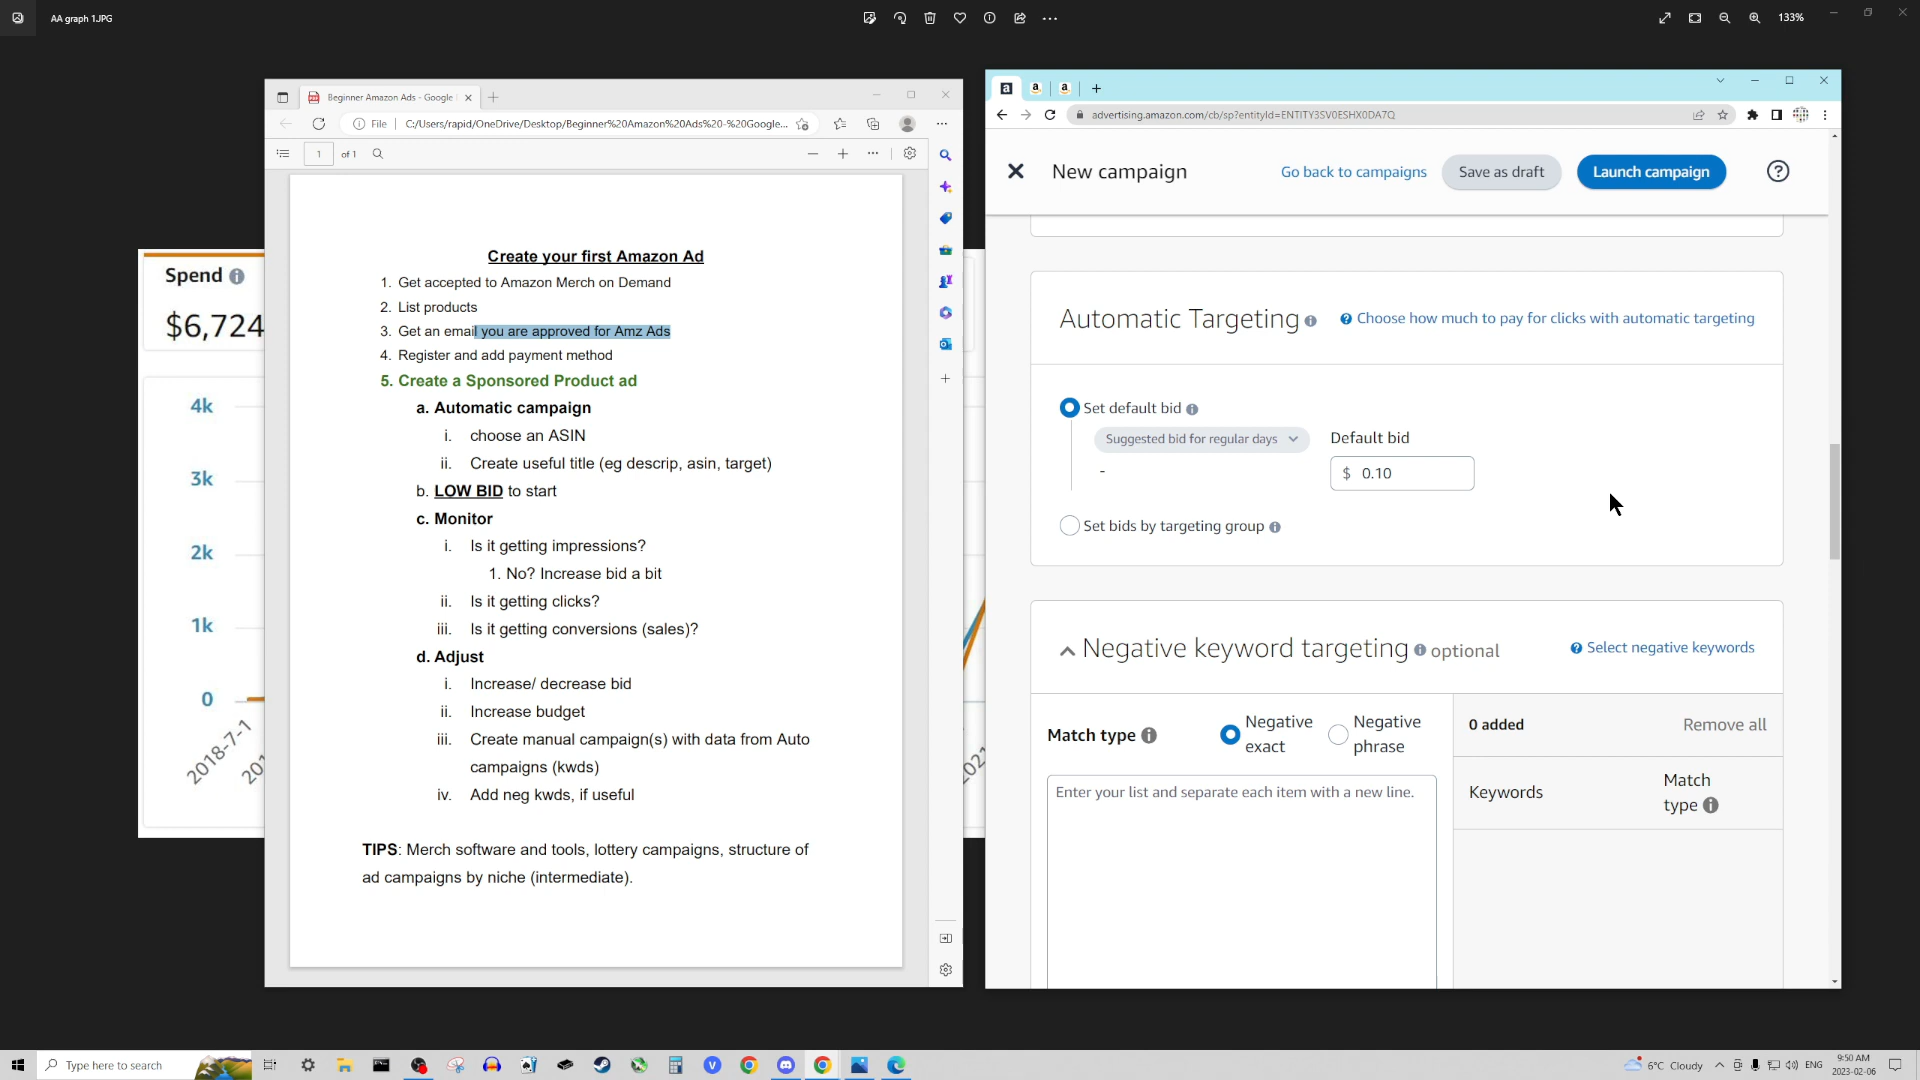 AA graph 1.JPG
133%
Beginner Amazon Ads - Google
File
C:/Users/rapid/OneDrive/Desktop/Beginner%20Amazon%20Ads%20-%20Google...
1 of 1
Create your first Amazon Ad
1. Get accepted to Amazon Merch on Demand
2. List products
3. Get an email you are approved for Amz Ads
4. Register and add payment method
5. Create a Sponsored Product ad
a. Automatic campaign
i. choose an ASIN
ii. Create useful title (eg descrip, asin, target)
b. LOW BID to start
c. Monitor
i. Is it getting impressions?
1. No? Increase bid a bit
ii. Is it getting clicks?
iii. Is it getting conversions (sales)?
d. Adjust
i. Increase/ decrease bid
ii. Increase budget
iii. Create manual campaign(s) with data from Auto
campaigns (kwds)
iv. Add neg kwds, if useful
TIPS: Merch software and tools, lottery campaigns, structure of
ad campaigns by niche (intermediate).
Spend
$6,724
4k
3k
2k
1k
0
2018-7-1
advertising.amazon.com/cb/sp?entityId=ENTITY3SV0ESHX0DA7Q
New campaign
Go back to campaigns
Save as draft
Launch campaign
Automatic Targeting
Choose how much to pay for clicks with automatic targeting
Set default bid
Suggested bid for regular days
-
Default bid
$ 0.10
Set bids by targeting group
Negative keyword targeting optional
Select negative keywords
Match type
Negative exact
Negative phrase
Enter your list and separate each item with a new line.
0 added
Remove all
Keywords
Match type
Type here to search
6°C Cloudy
ENG
9:50 AM
2023-02-06